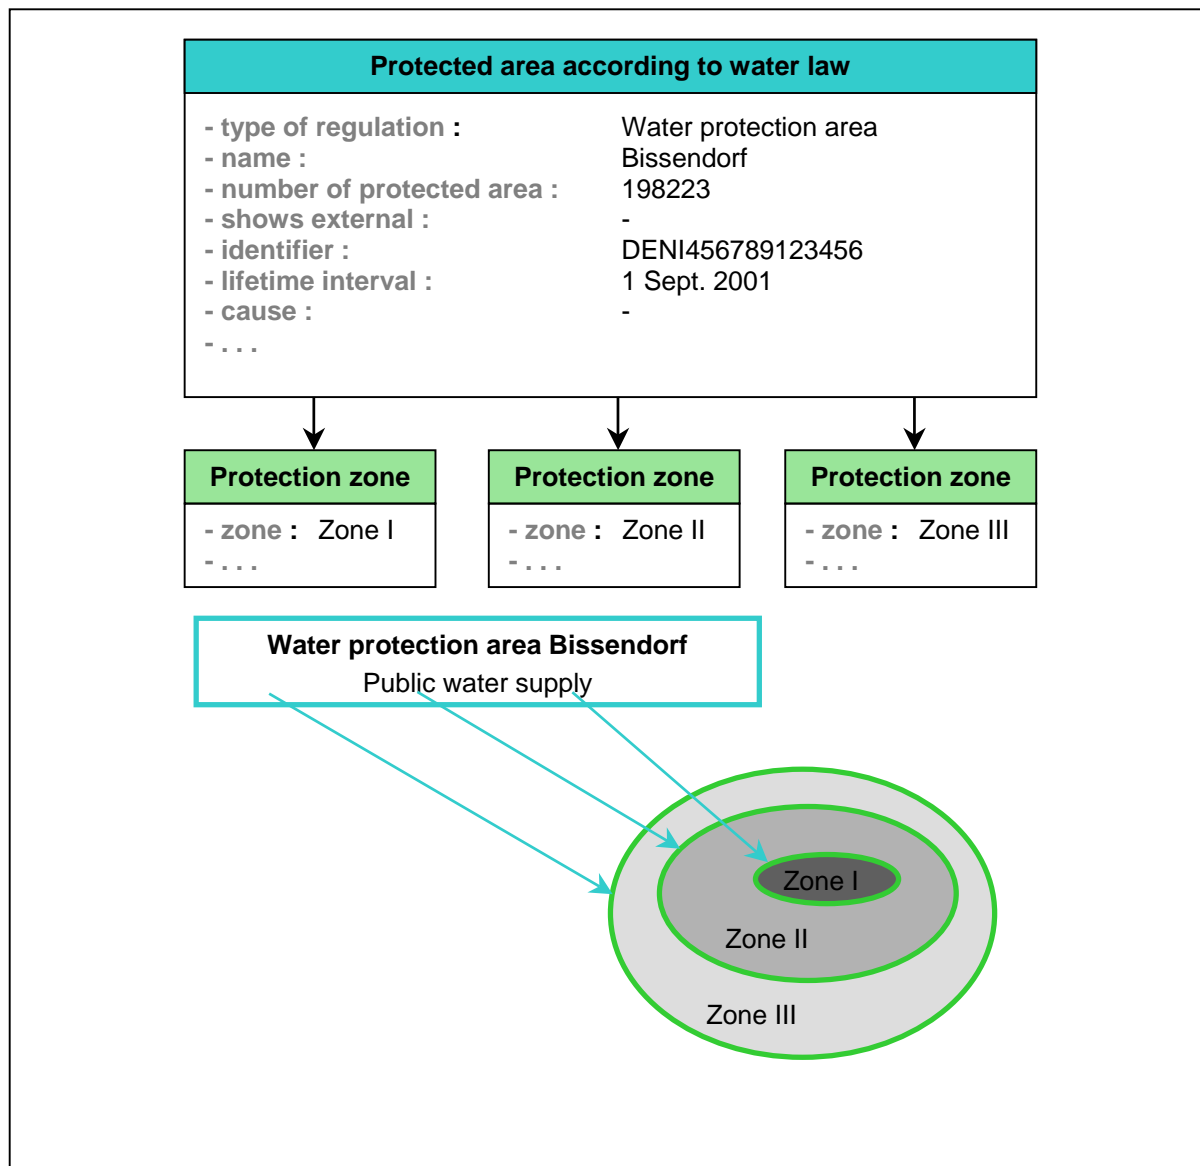 Protected area according to water law
- type of regulation : Water protection area
- name : Bissendorf
- number of protected area : 198223
- shows external : -
- identifier : DENI456789123456
- lifetime interval : 1 Sept. 2001
- cause : -
- . . .
Protection zone
- zone : Zone I
- . . .
Protection zone
- zone : Zone II
- . . .
Protection zone
- zone : Zone III
- . . .
Water protection area Bissendorf
Public water supply
Zone I
Zone II
Zone III